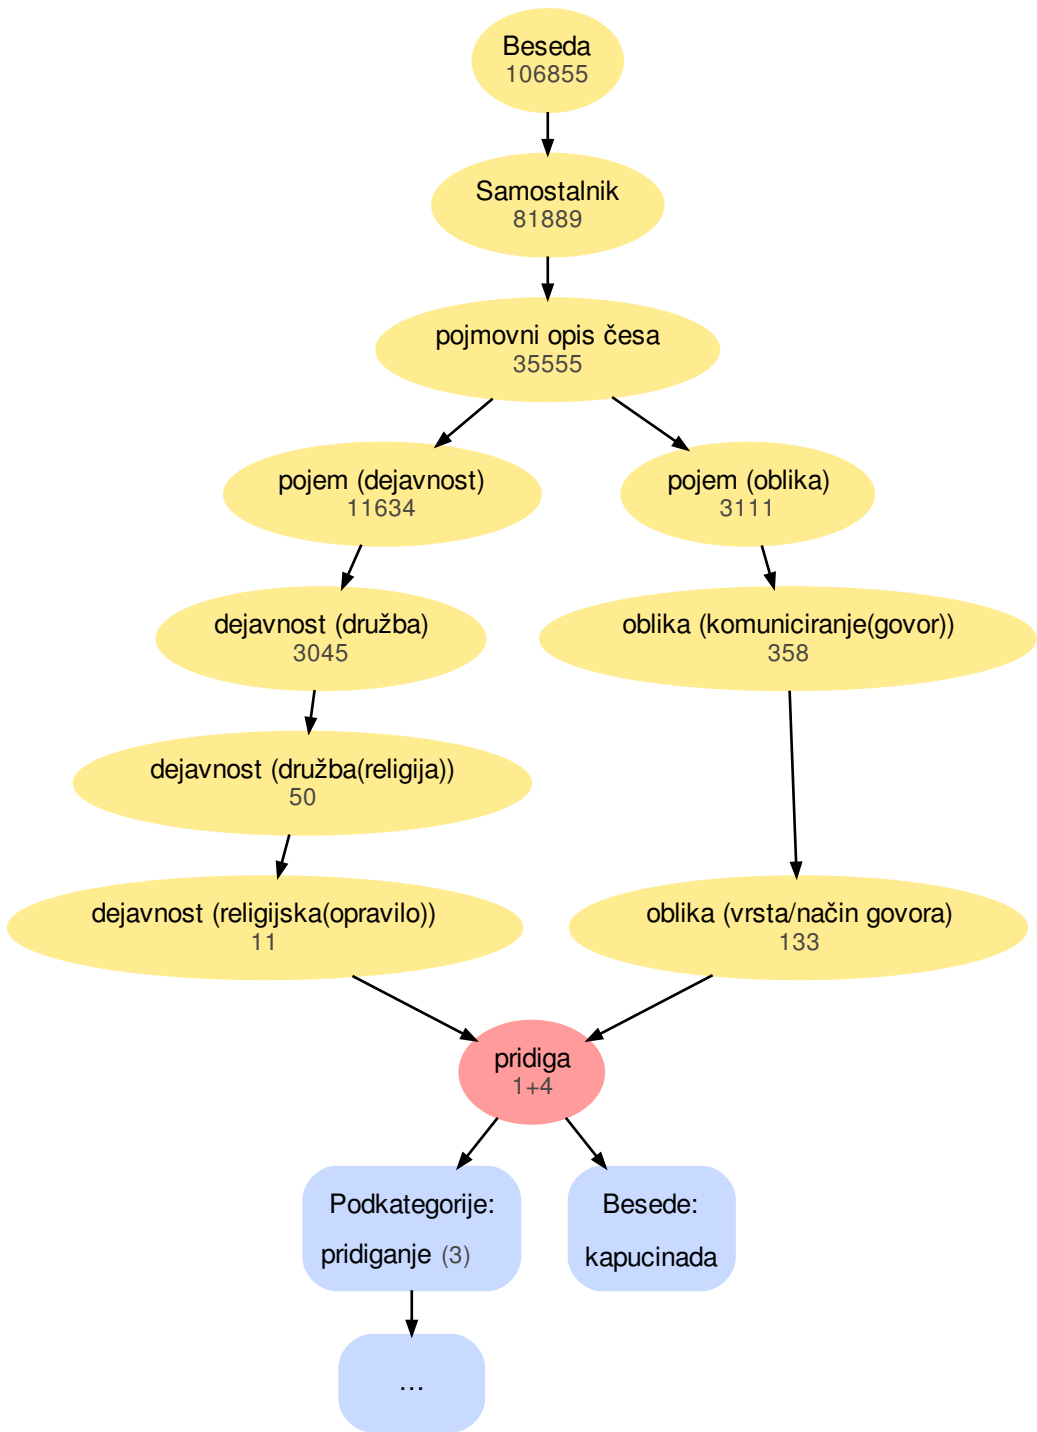 Beseda
106855
Samostalnik
81889
pojmovni opis česa
35555
pojem (dejavnost)
11634
pojem (oblika)
3111
dejavnost (družba)
3045
oblika (komuniciranje(govor))
358
dejavnost (družba(religija))
50
dejavnost (religijska(opravilo))
11
oblika (vrsta/način govora)
133
pridiga
1+4
Podkategorije:
pridiganje (3)
Besede:
kapucinada
...